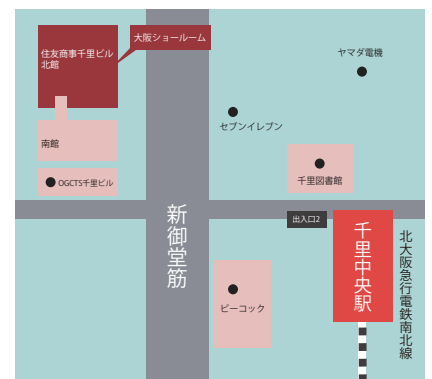 住友商事千里ビル
北館
大阪ショールーム
ヤマダ電機
セブンイレブン
南館
千里図書館
OGCTS千里ビル
出入口2
新御堂筋
千里中央駅
北大阪急行電鉄南北線
ピーコック